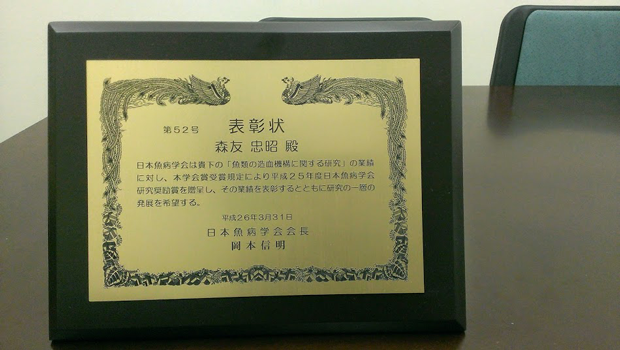 第52号 表彰状
森友 忠昭 殿
日本魚病学会は貴下の「魚類の造血機構に関する研究」の業績
に対し、本学会賞受賞規定により平成25年度日本魚病学会
研究奨励賞を贈呈し、その業績を表彰するとともに研究の一層の
発展を希望する。
平成26年3月31日
日本魚病学会会長
岡本信明